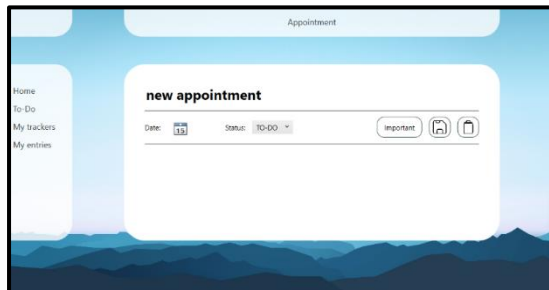 Appointment
Home
To-Do
My trackers
My entries
new appointment
Date: 15 Status: TO-DO Important